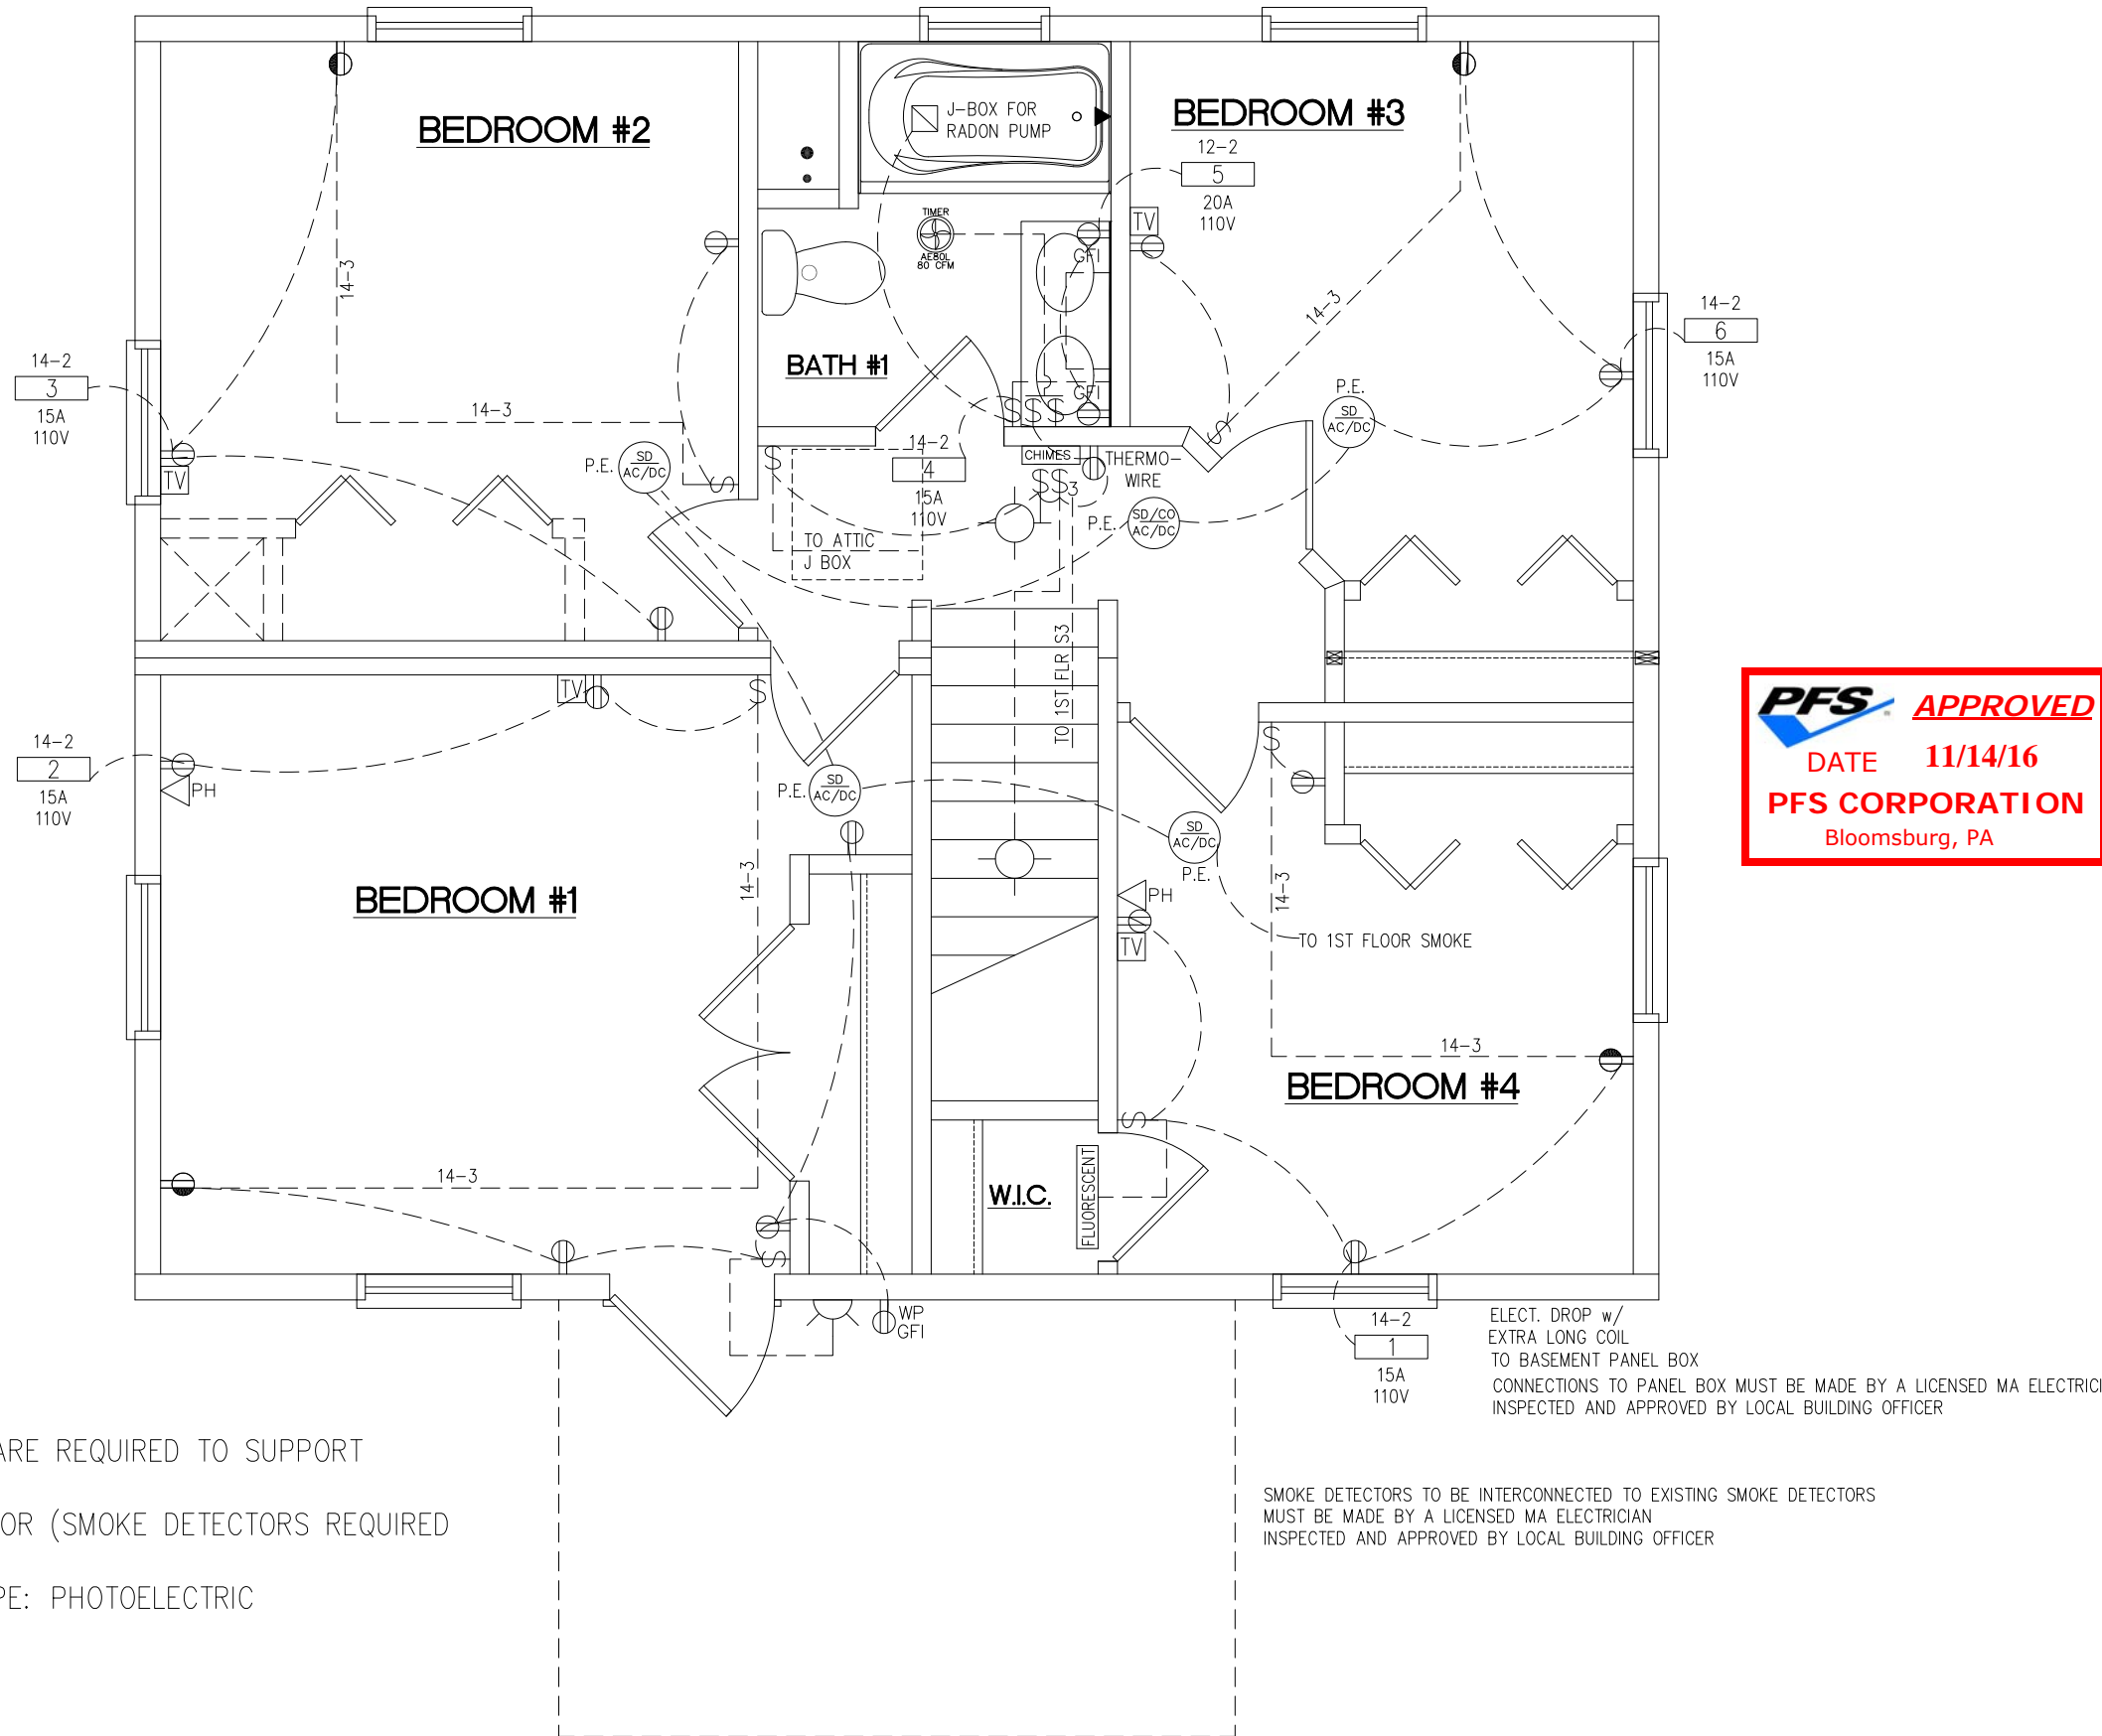 BEDROOM #2
J-BOX FOR
RADON PUMP
BEDROOM #3
12-2
5
20A
110V
TIMER
AE80L
80 CFM
GFI
TV
14-3
14-3
14-2
6
15A
110V
14-2
3
15A
110V
TV
BATH #1
GFI
14-3
P.E.
SD
AC/DC
S
S S S
S
14-2
4
15A
110V
CHIMES
THERMO-
WIRE
P.E.
SD
AC/DC
S
S
S S3
P.E.
SD/CO
AC/DC
TO ATTIC
J BOX
TO 1ST FLR S3
TV
S
S
14-2
2
15A
110V
PH
P.E.
SD
AC/DC
SD
AC/DC
P.E.
PFS
APPROVED
DATE 11/14/16
PFS CORPORATION
Bloomsburg, PA
BEDROOM #1
14-3
PH
TV
14-3
TO 1ST FLOOR SMOKE
14-3
BEDROOM #4
S
14-3
W.I.C.
FLUORESCENT
S
WP
GFI
14-2
1
15A
110V
ELECT. DROP w/
EXTRA LONG COIL
TO BASEMENT PANEL BOX
CONNECTIONS TO PANEL BOX MUST BE MADE BY A LICENSED MA ELECTRICI
INSPECTED AND APPROVED BY LOCAL BUILDING OFFICER
ARE REQUIRED TO SUPPORT
OR (SMOKE DETECTORS REQUIRED
PE: PHOTOELECTRIC
SMOKE DETECTORS TO BE INTERCONNECTED TO EXISTING SMOKE DETECTORS
MUST BE MADE BY A LICENSED MA ELECTRICIAN
INSPECTED AND APPROVED BY LOCAL BUILDING OFFICER